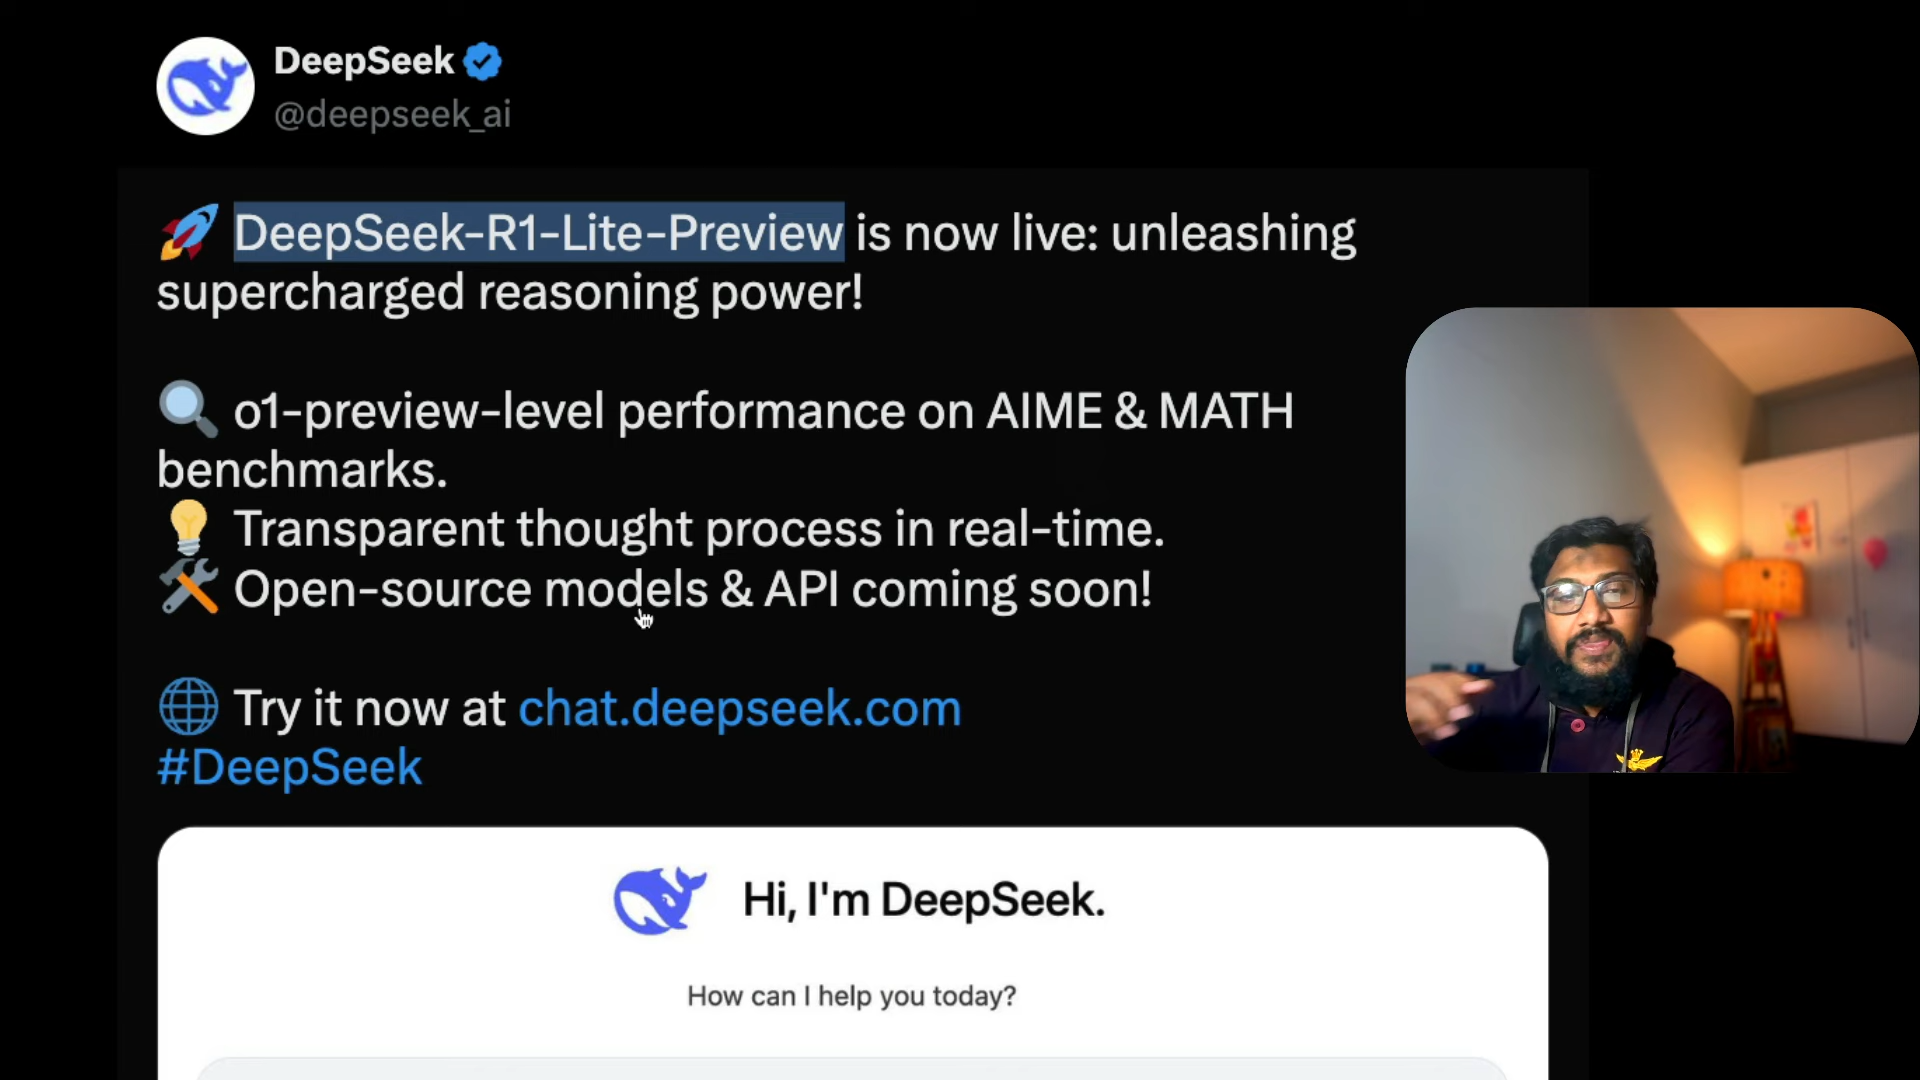 DeepSeek
@deepseek_ai
🚀 DeepSeek-R1-Lite-Preview is now live: unleashing
supercharged reasoning power!
🔍 o1-preview-level performance on AIME & MATH
benchmarks.
💡 Transparent thought process in real-time.
🛠️ Open-source models & API coming soon!
🌐 Try it now at chat.deepseek.com
#DeepSeek
Hi, I'm DeepSeek.
How can I help you today?